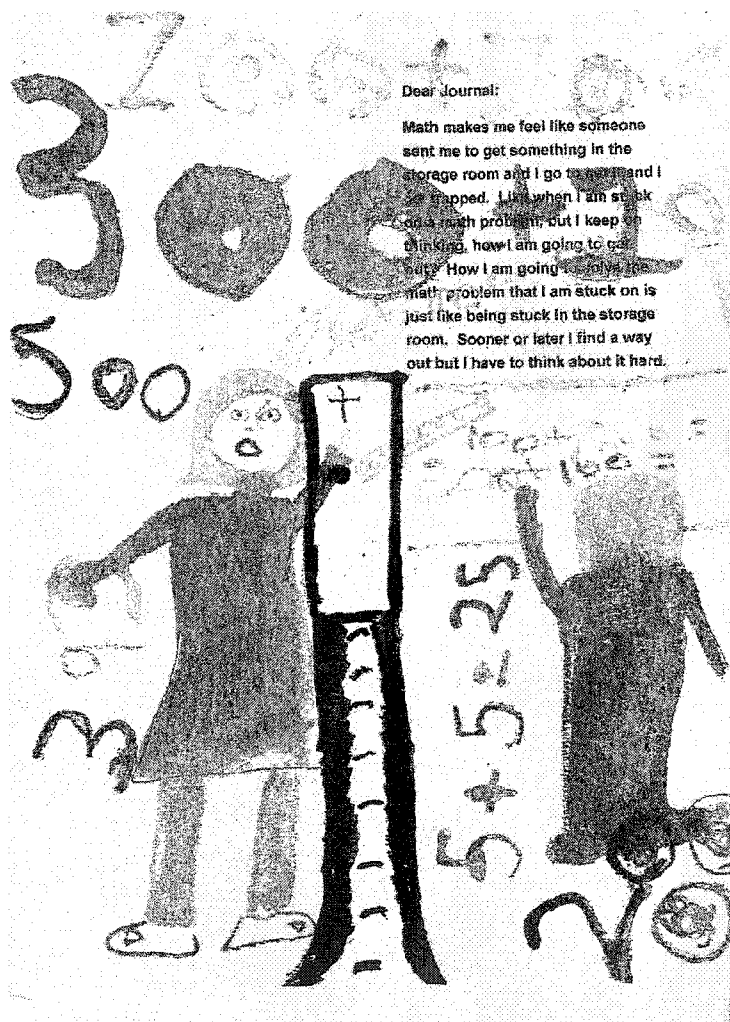 300
Dear Journal:
Math makes me feel like someone
sent me to get something in the
storage room and I go to get it and I
get trapped. Like when I am stuck
on a math problem, but I keep on
thinking, how I am going to get
out? How I am going to solve the
math problem that I am stuck on is
just like being stuck in the storage
room. Sooner or later I find a way
out but I have to think about it hard.
500
+
3
5+5=25
20